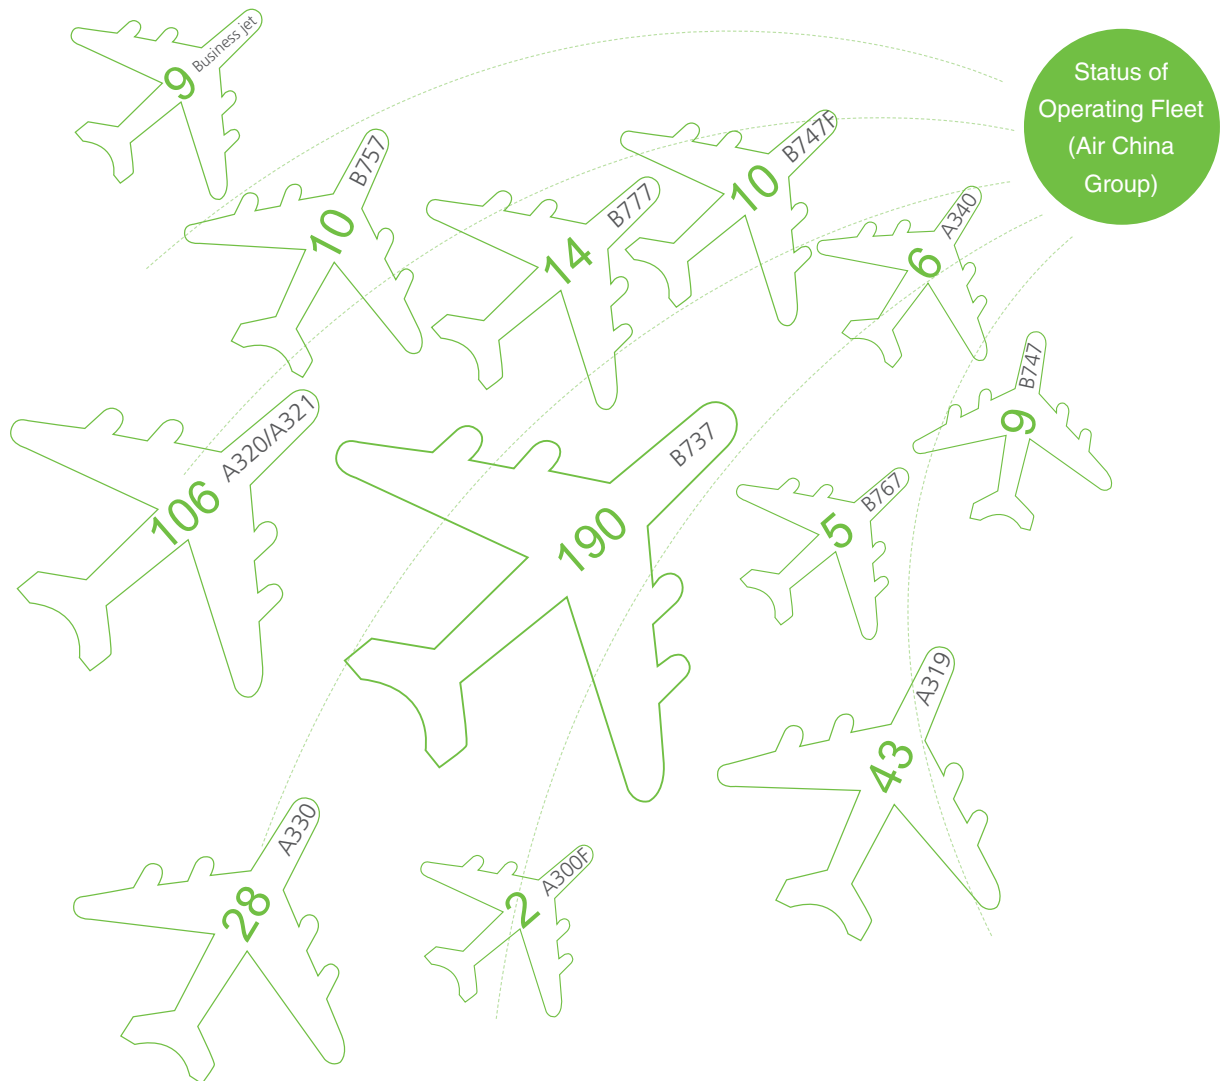 Business jet
9
Status of
Operating Fleet
(Air China
Group)
B757
10
B777
14
B747F
10
A340
6
B747
9
A320/A321
106
B737
190
B767
5
A319
43
A330
28
A300F
2